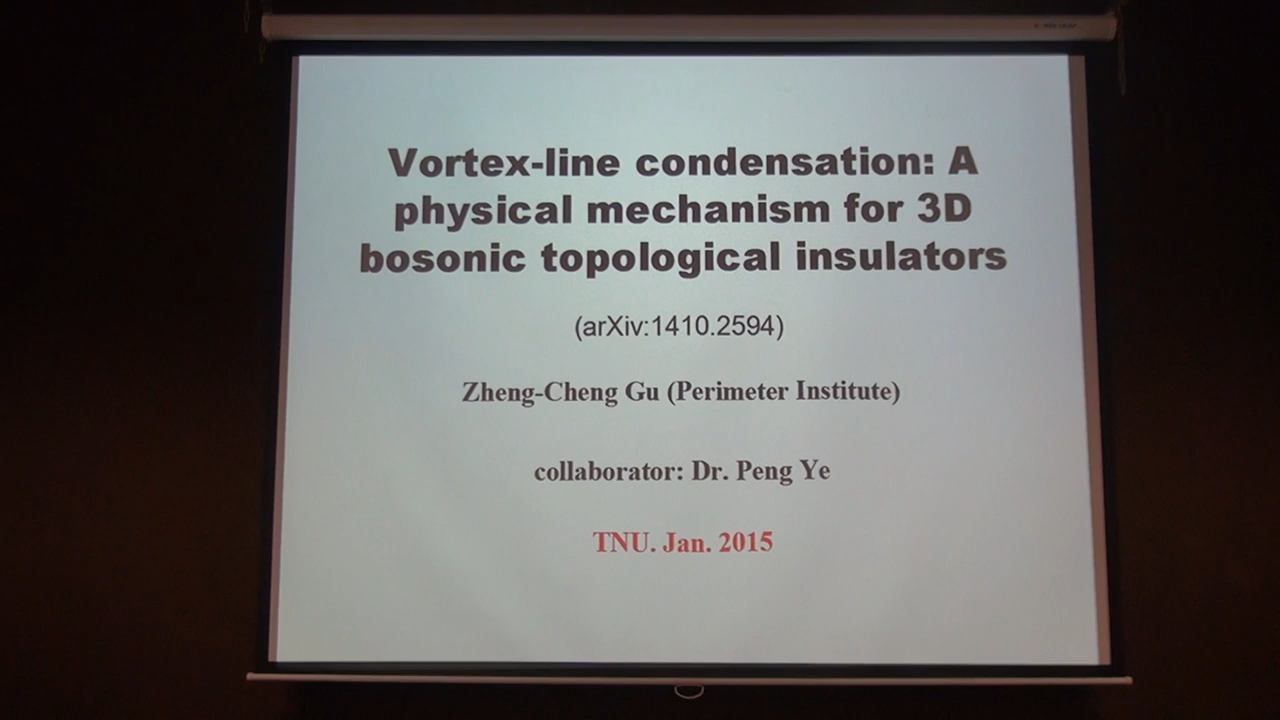 Vortex-line condensation: A
physical mechanism for 3D
bosonic topological insulators
(arXiv:1410.2594)
Zheng-Cheng Gu (Perimeter Institute)
collaborator: Dr. Peng Ye
TNU. Jan. 2015